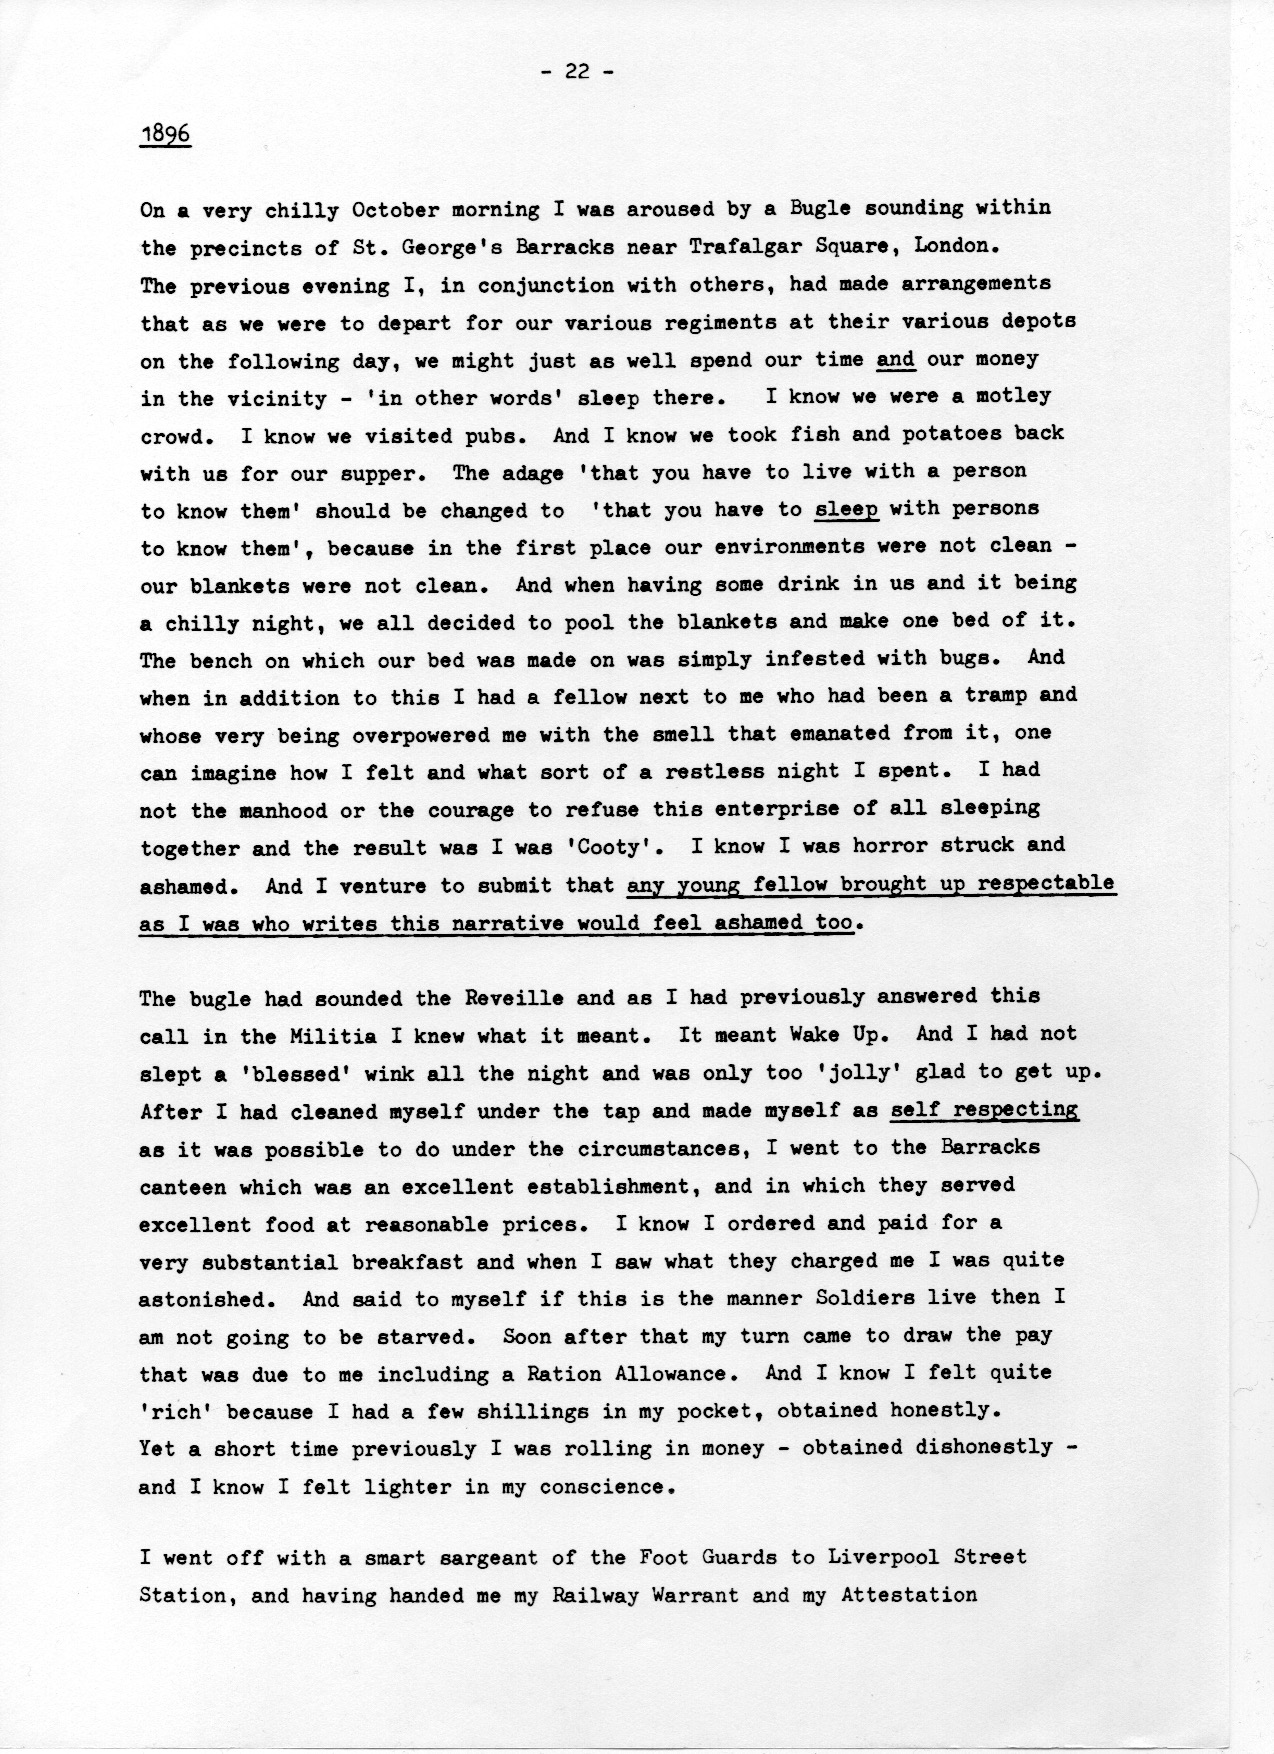 - 22 -
1896
On a very chilly October morning I was aroused by a Bugle sounding within
the precincts of St. George's Barracks near Trafalgar Square, London.
The previous evening I, in conjunction with others, had made arrangements
that as we were to depart for our various regiments at their various depots
on the following day, we might just as well spend our time and our money
in the vicinity - 'in other words' sleep there. I know we were a motley
crowd. I know we visited pubs. And I know we took fish and potatoes back
with us for our supper. The adage 'that you have to live with a person
to know them' should be changed to 'that you have to sleep with persons
to know them', because in the first place our environments were not clean -
our blankets were not clean. And when having some drink in us and it being
a chilly night, we all decided to pool the blankets and make one bed of it.
The bench on which our bed was made on was simply infested with bugs. And
when in addition to this I had a fellow next to me who had been a tramp and
whose very being overpowered me with the smell that emanated from it, one
can imagine how I felt and what sort of a restless night I spent. I had
not the manhood or the courage to refuse this enterprise of all sleeping
together and the result was I was 'Cooty'. I know I was horror struck and
ashamed. And I venture to submit that any young fellow brought up respectable
as I was who writes this narrative would feel ashamed too.
The bugle had sounded the Reveille and as I had previously answered this
call in the Militia I knew what it meant. It meant Wake Up. And I had not
slept a 'blessed' wink all the night and was only too 'jolly' glad to get up.
After I had cleaned myself under the tap and made myself as self respecting
as it was possible to do under the circumstances, I went to the Barracks
canteen which was an excellent establishment, and in which they served
excellent food at reasonable prices. I know I ordered and paid for a
very substantial breakfast and when I saw what they charged me I was quite
astonished. And said to myself if this is the manner Soldiers live then I
am not going to be starved. Soon after that my turn came to draw the pay
that was due to me including a Ration Allowance. And I know I felt quite
'rich' because I had a few shillings in my pocket, obtained honestly.
Yet a short time previously I was rolling in money - obtained dishonestly -
and I know I felt lighter in my conscience.
I went off with a smart sargeant of the Foot Guards to Liverpool Street
Station, and having handed me my Railway Warrant and my Attestation